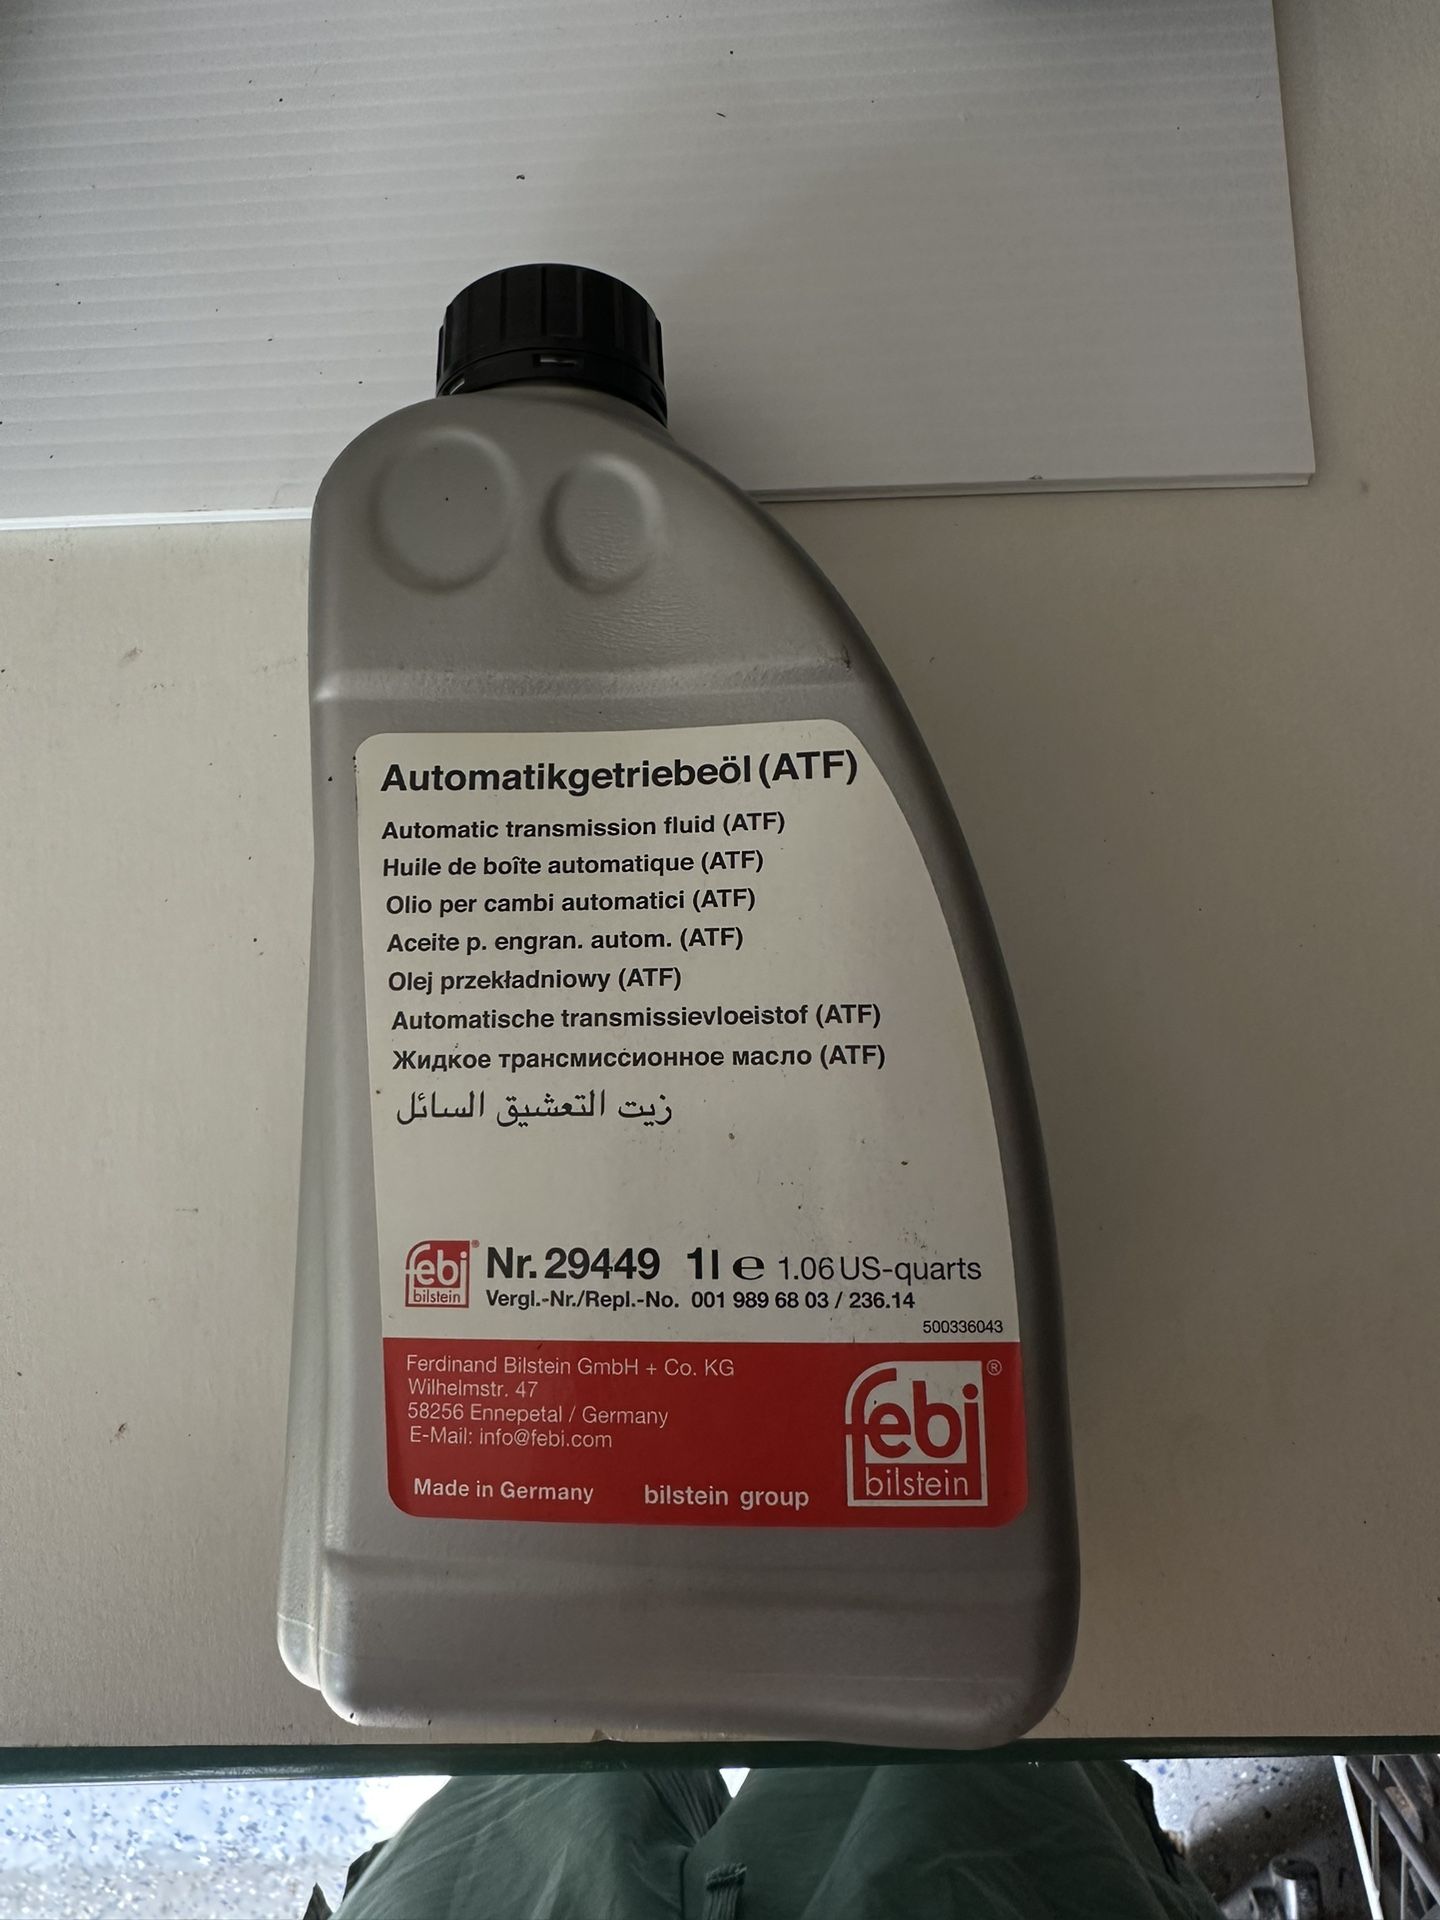 Automatikgetriebeöl (ATF)
Automatic transmission fluid (ATF)
Huile de boîte automatique (ATF)
Olio per cambi automatici (ATF)
Aceite p. engran. autom. (ATF)
Olej przekładniowy (ATF)
Automatische transmissievloeistof (ATF)
Жидкое трансмиссионное масло (ATF)
زيت التعشيق السائل
febi® bilstein Nr. 29449 1l ℮ 1.06 US-quarts
Vergl.-Nr./Repl.-No. 001 989 68 03 / 236.14
500336043
Ferdinand Bilstein GmbH + Co. KG
Wilhelmstr. 47
58256 Ennepetal / Germany
E-Mail: info@febi.com
Made in Germany bilstein group
febi®
bilstein